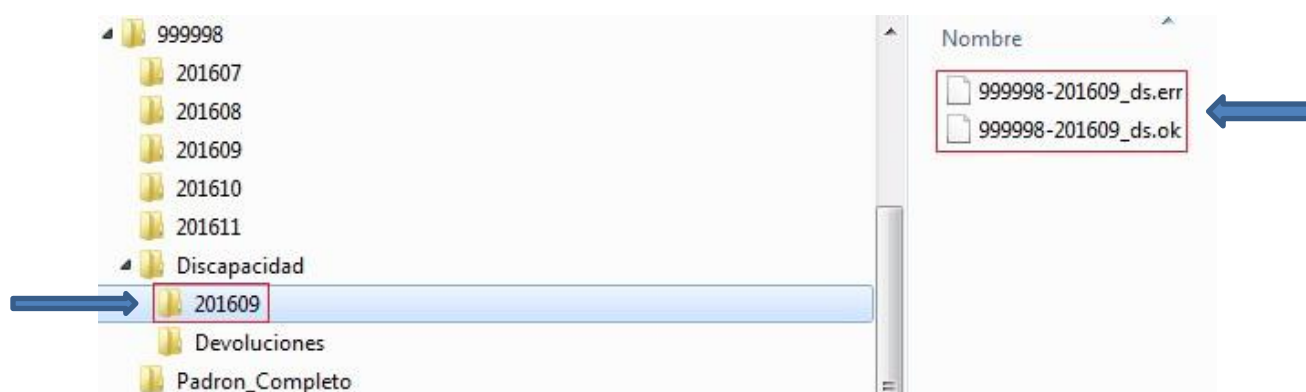 999998
201607
201608
201609
201610
201611
Discapacidad
201609
Devoluciones
Padron_Completo
Nombre
999998-201609_ds.err
999998-201609_ds.ok